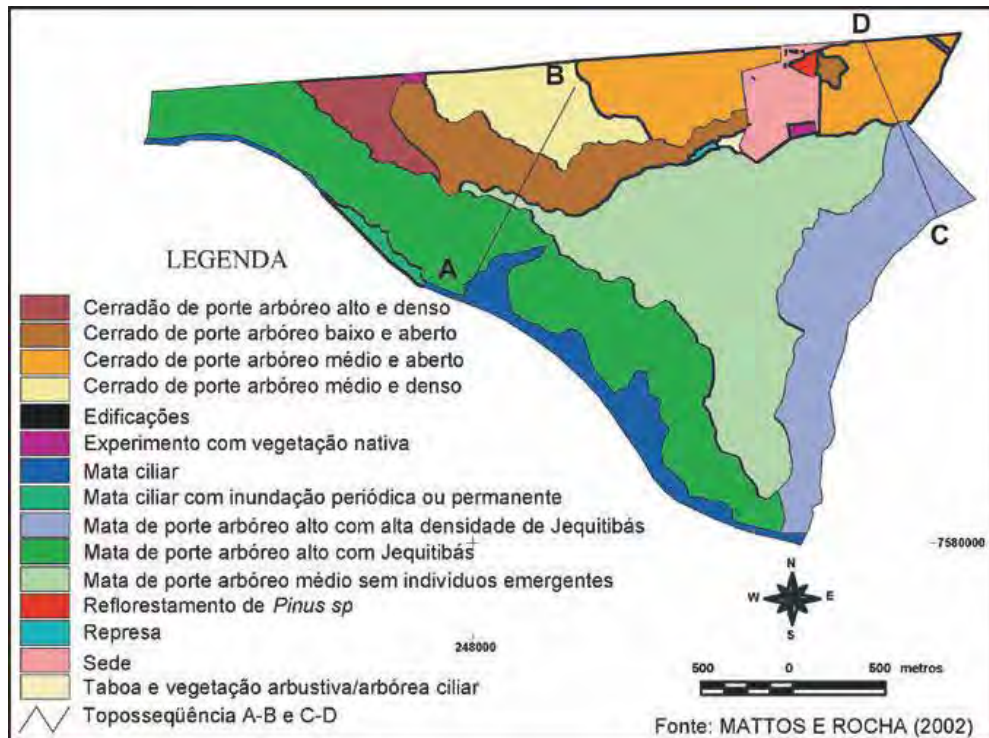 D
B
C
A
LEGENDA
Cerradão de porte arbóreo alto e denso
Cerrado de porte arbóreo baixo e aberto
Cerrado de porte arbóreo médio e aberto
Cerrado de porte arbóreo médio e denso
Edificações
Experimento com vegetação nativa
Mata ciliar
Mata ciliar com inundação periódica ou permanente
Mata de porte arbóreo alto com alta densidade de Jequitibás
Mata de porte arbóreo alto com Jequitibás
Mata de porte arbóreo médio sem indivíduos emergentes
Reflorestamento de Pinus sp
Represa
Sede
Taboa e vegetação arbustiva/arbórea ciliar
Toposseqüência A-B e C-D
7580000
N
W E
S
248000
500 0 500 metros
Fonte: MATTOS E ROCHA (2002)